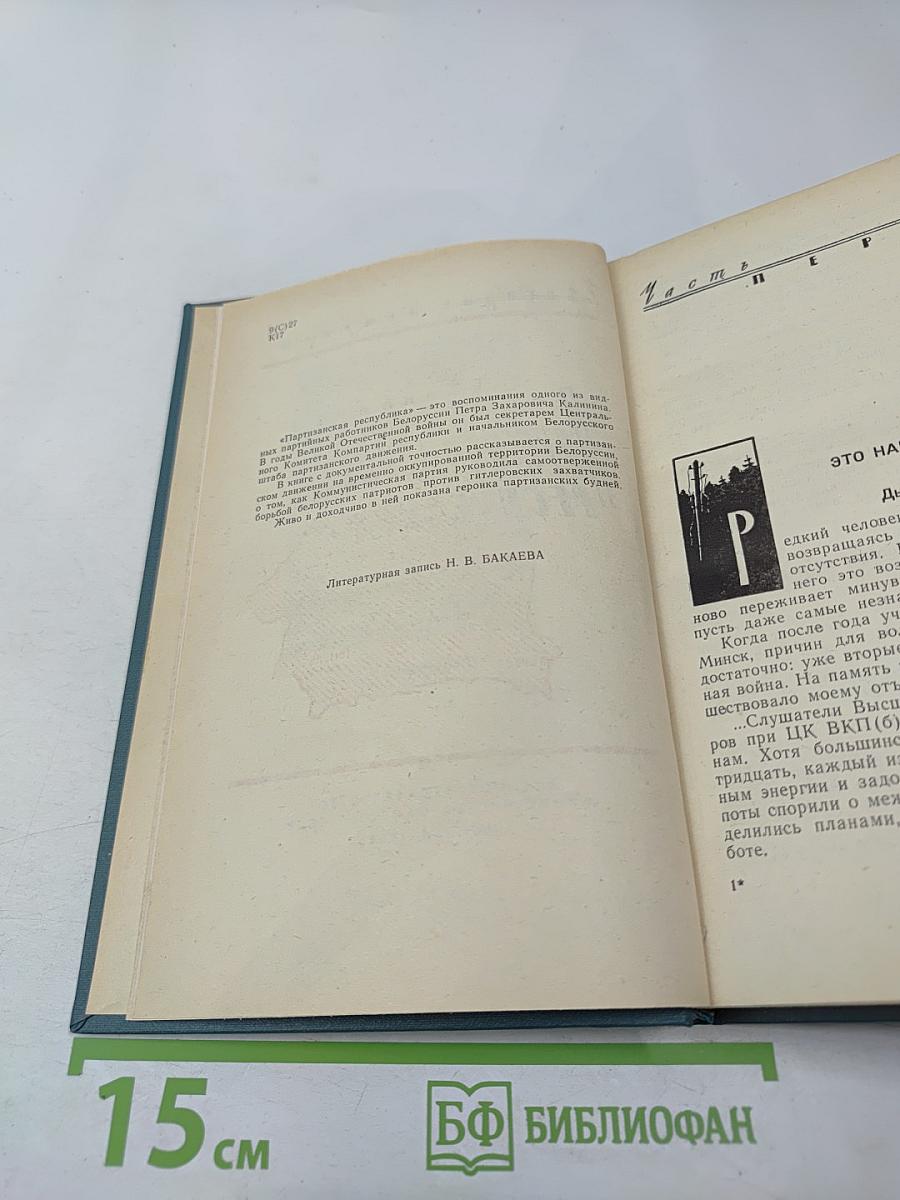 9(С)27
К17
«Партизанская республика» — это воспоминания одного из вид-
ных партийных работников Белоруссии Петра Захаровича Калинина.
В годы Великой Отечественной войны он был секретарем Централь-
ного Комитета Компартии республики и начальником Белорусского
штаба партизанского движения.
В книге с документальной точностью рассказывается о партизан-
ском движении на временно оккупированной территории Белоруссии,
о том, как Коммунистическая партия руководила самоотверженной
борьбой белорусских патриотов против гитлеровских захватчиков.
Живо и доходчиво в ней показана героика партизанских будней.
Литературная запись Н. В. БАКАЕВА
Часть
ПЕР
ЭТО НА
Ды
Редкий человек
возвращаясь
отсутствия.
него это воз
ново переживает минув
пусть даже самые незна
Когда после года уч
Минск, причин для вол
достаточно: уже вторые
ная война. На память
шествовало моему отъ
...Слушатели Высш
ров при ЦК ВКП(б)
нам. Хотя большинс
тридцать, каждый из
ным энергии и задо
поты спорили о меж
делились планами,
боте.
1*
15 см
БФ БИБЛИОФАН